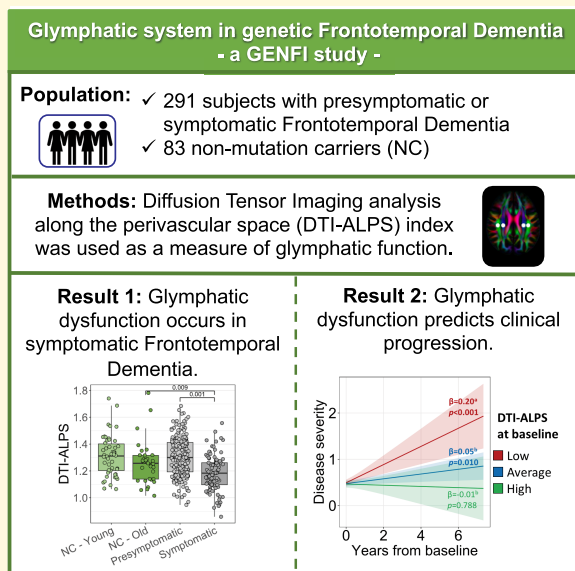 Glymphatic system in genetic Frontotemporal Dementia
- a GENFI study -
Population: ✓ 291 subjects with presymptomatic or
symptomatic Frontotemporal Dementia
✓ 83 non-mutation carriers (NC)
Methods: Diffusion Tensor Imaging analysis
along the perivascular space (DTI-ALPS) index
was used as a measure of glymphatic function.
Result 1: Glymphatic
dysfunction occurs in
symptomatic Frontotemporal
Dementia.
0.009
0.001
1.8
1.6
1.4
1.2
1.0
DTI-ALPS
NC - Young
NC - Old
Presymptomatic
Symptomatic
Result 2: Glymphatic
dysfunction predicts clinical
progression.
Disease severity
2
1
0
β=0.20ª
p<0.001
β=0.05ᵇ
p=0.010
β=-0.01ᵇ
p=0.788
0 2 4 6
Years from baseline
DTI-ALPS
at baseline
Low
Average
High